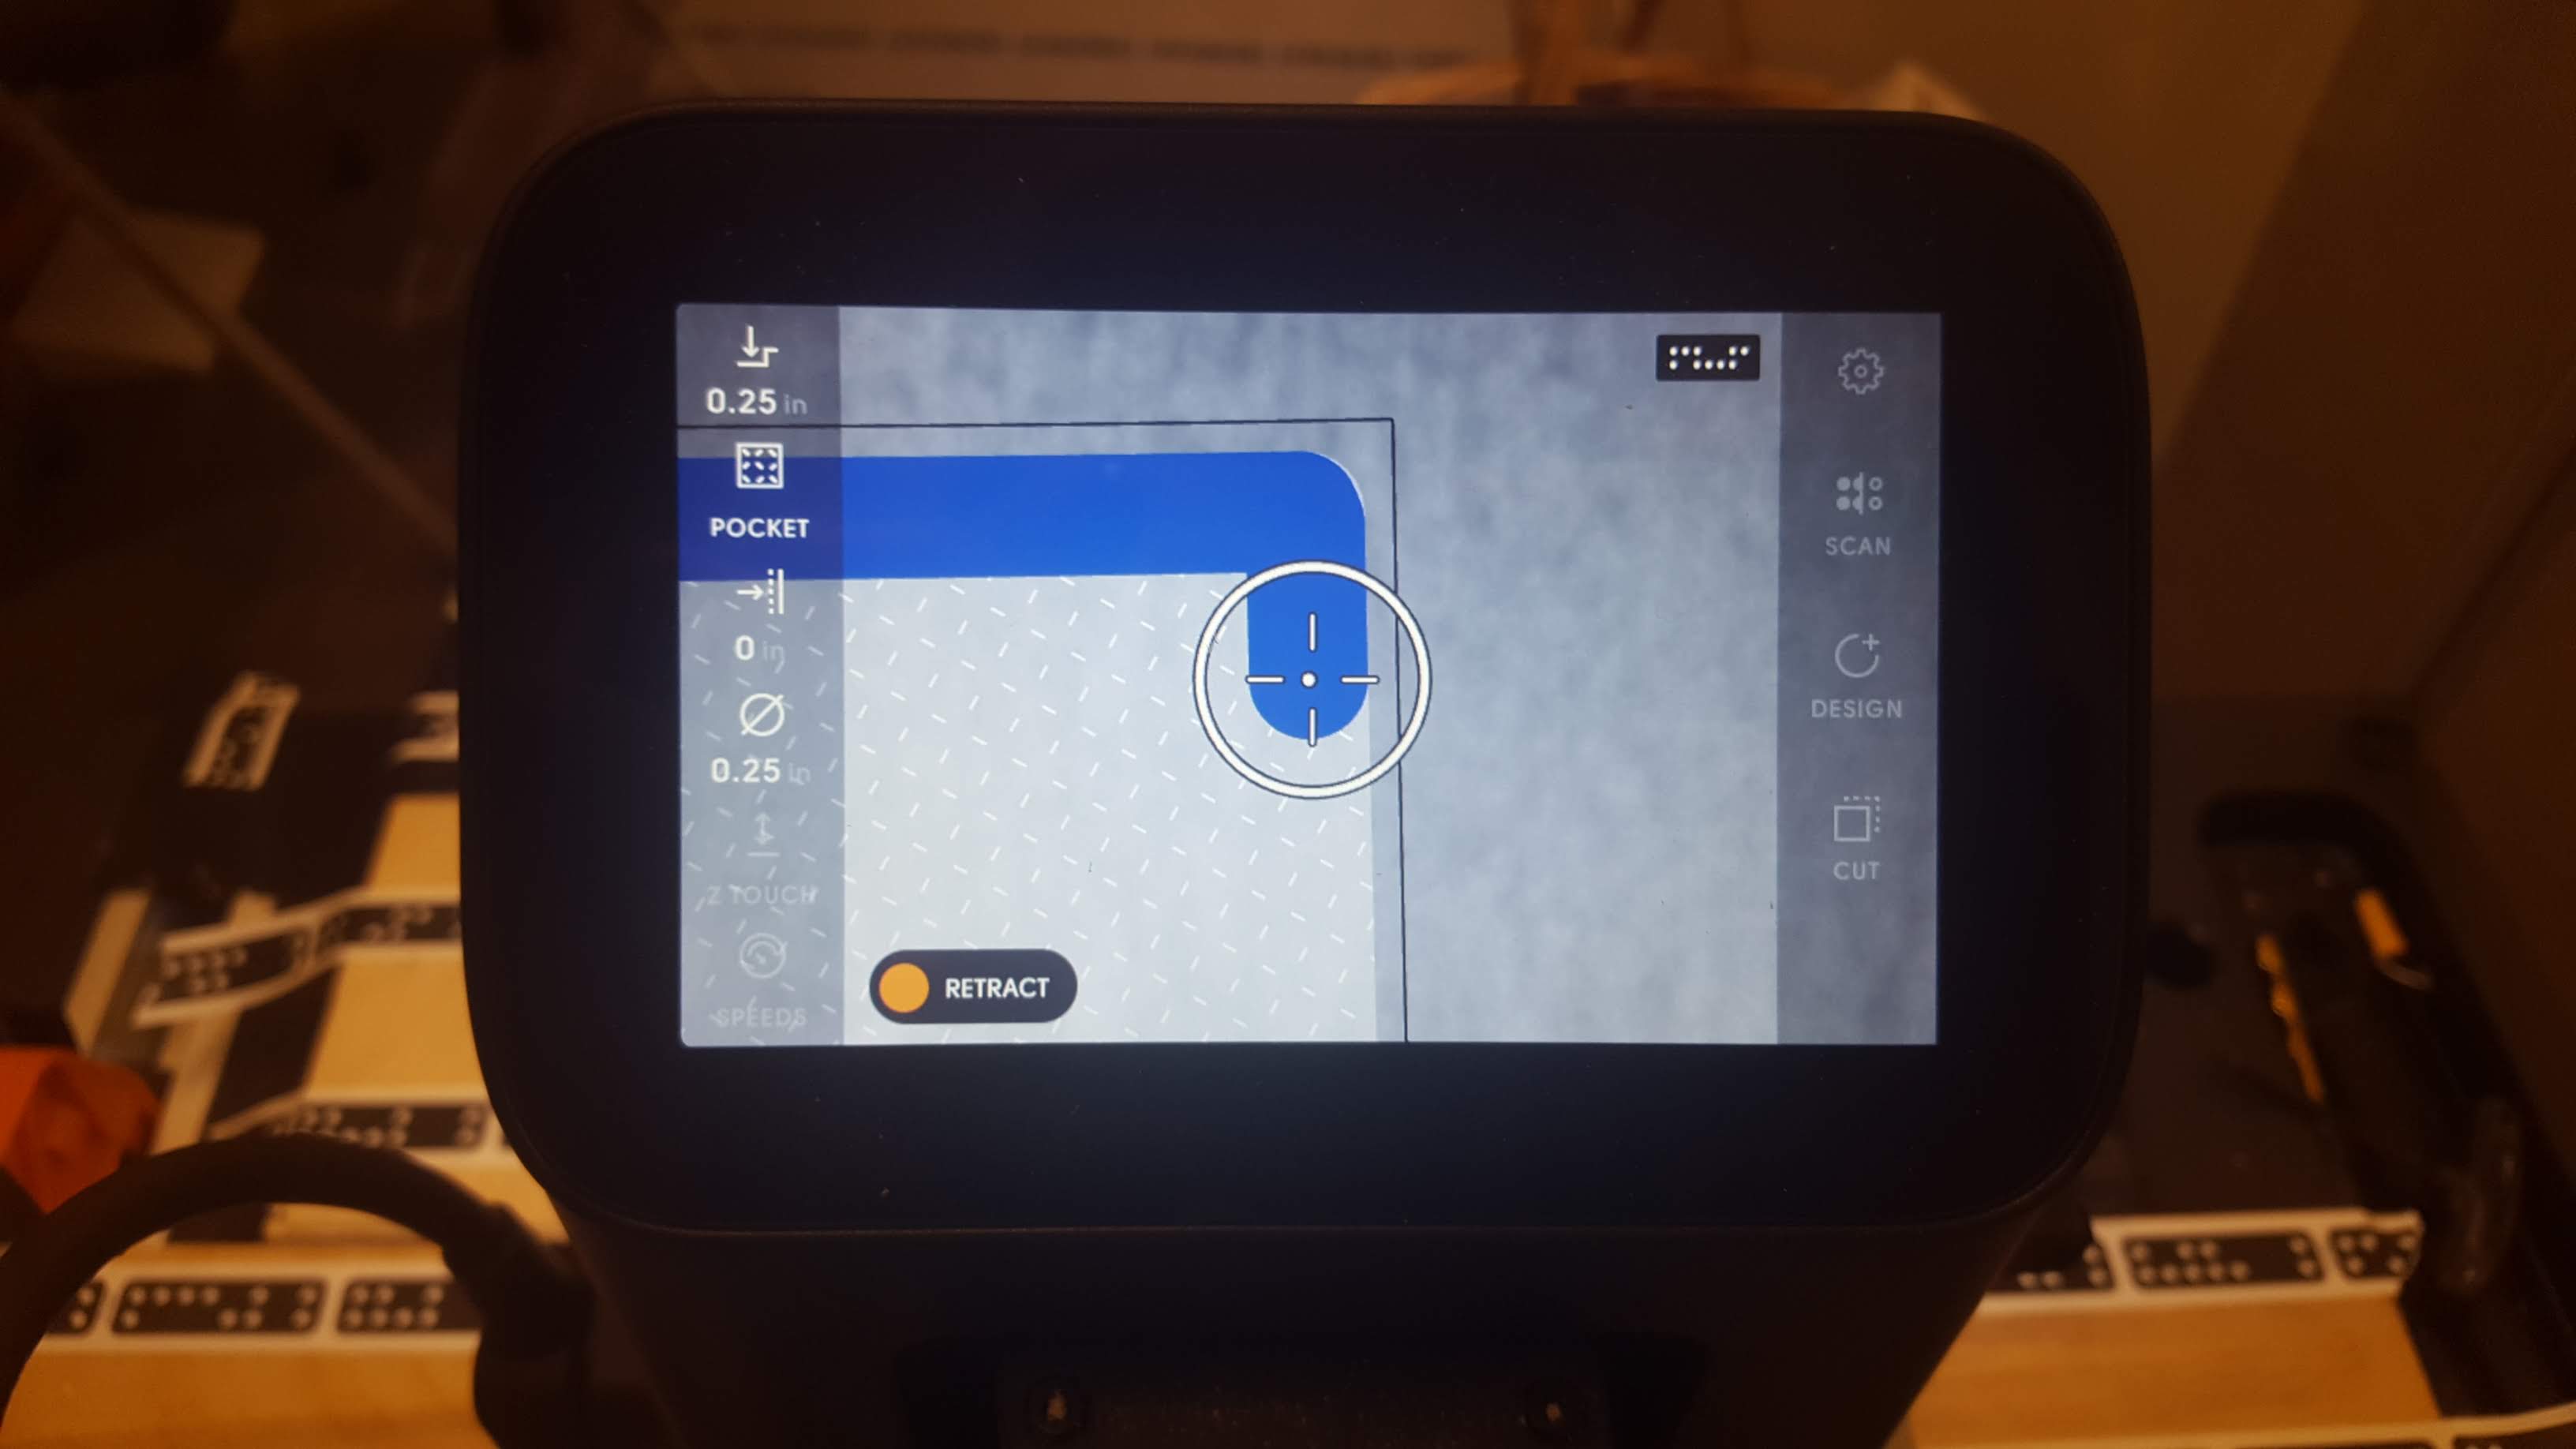 0.25 in
POCKET
0 in
0.25 in
Z TOUCH
SPEEDS
RETRACT
SCAN
DESIGN
CUT